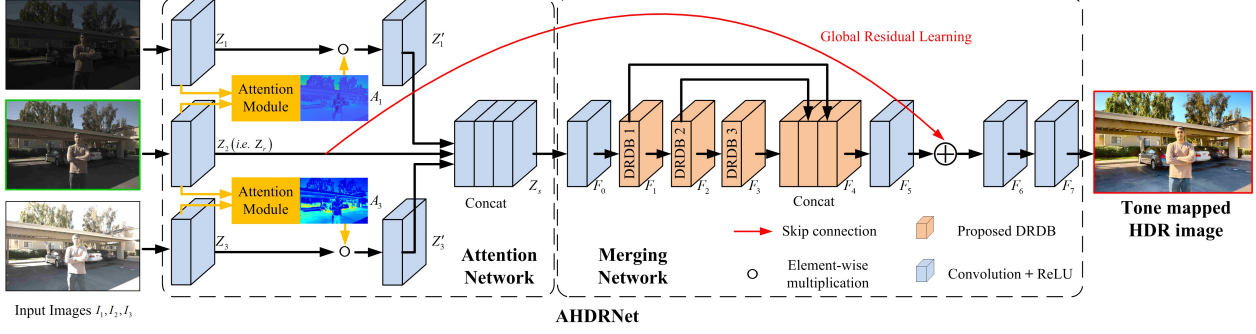 Z₁
Z₁′
Attention
Module
A₁
Z₂ (i.e. Zᵣ)
Attention
Module
A₃
Z₃
Z₃′
Concat
Zₛ
Attention
Network
Input Images I₁, I₂, I₃
Global Residual Learning
F₀
DRDB 1
F₁
DRDB 2
F₂
DRDB 3
F₃
F₄
Concat
F₅
F₆
F₇
Merging
Network
Skip connection
Element-wise
multiplication
Proposed DRDB
Convolution + ReLU
Tone mapped
HDR image
AHDRNet